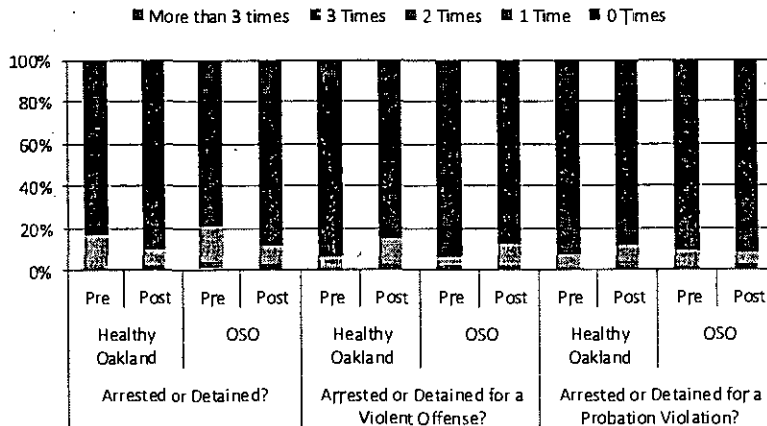 More than 3 times 3 Times 2 Times 1 Time 0 Times
100%
80%
60%
40%
20%
0%
Pre Post Pre Post Pre Post Pre Post Pre Post Pre Post
Healthy Oakland OSO Healthy Oakland OSO Healthy Oakland OSO
Arrested or Detained? Arrested or Detained for a Violent Offense? Arrested or Detained for a Probation Violation?